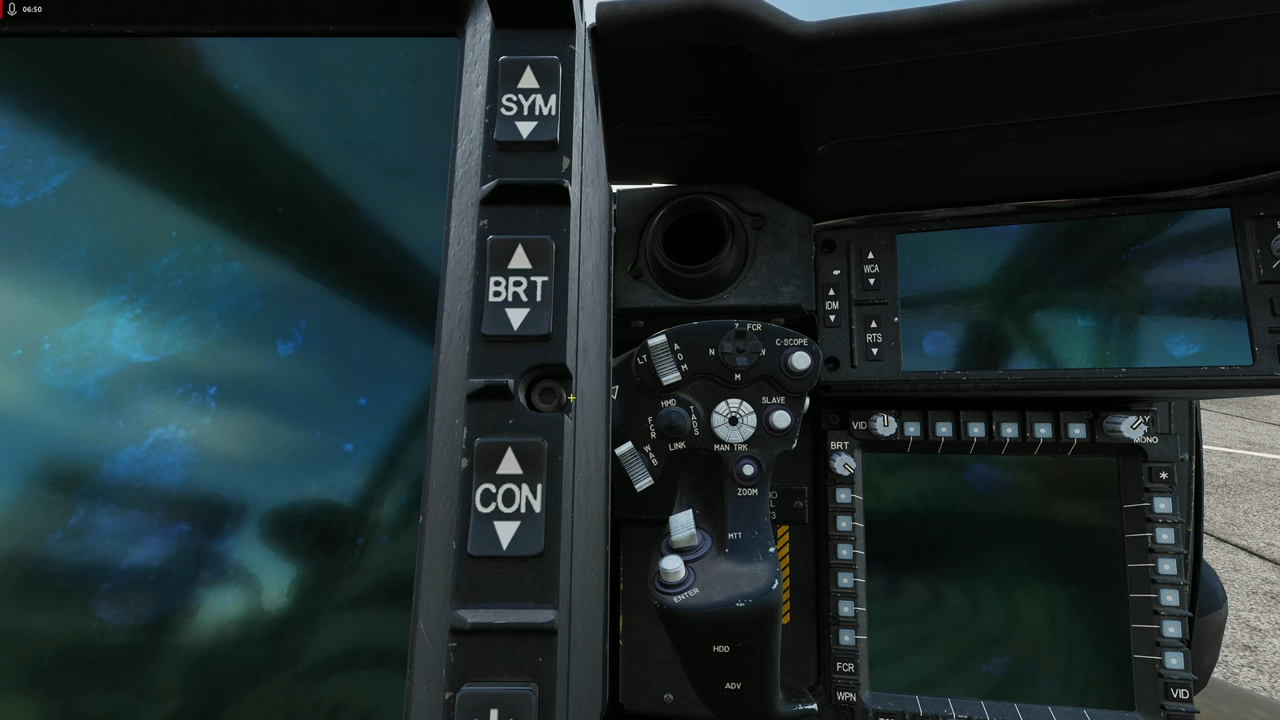 06:50
SYM
BRT
CON
WCA
IDM
RTS
Z FCR
C-SCOPE
LT
A
O
M
N
M
HMD
FCR
TADS
LINK
SLAVE
MAN TRK
WAB
ZOOM
MTT
ENTER
HDD
ADV
VID
BRT
MONO
*
FCR
WPN
VID